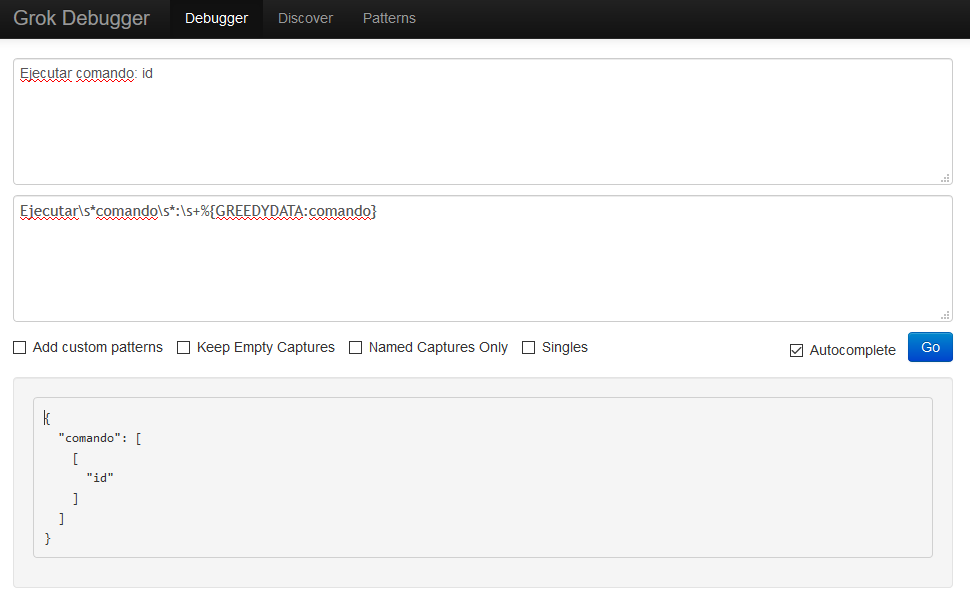 Grok Debugger Debugger Discover Patterns
Ejecutar comando: id
Ejecutar\s*comando\s*:\s+%{GREEDYDATA:comando}
Add custom patterns Keep Empty Captures Named Captures Only Singles Autocomplete Go
{
  "comando": [
    [
      "id"
    ]
  ]
}